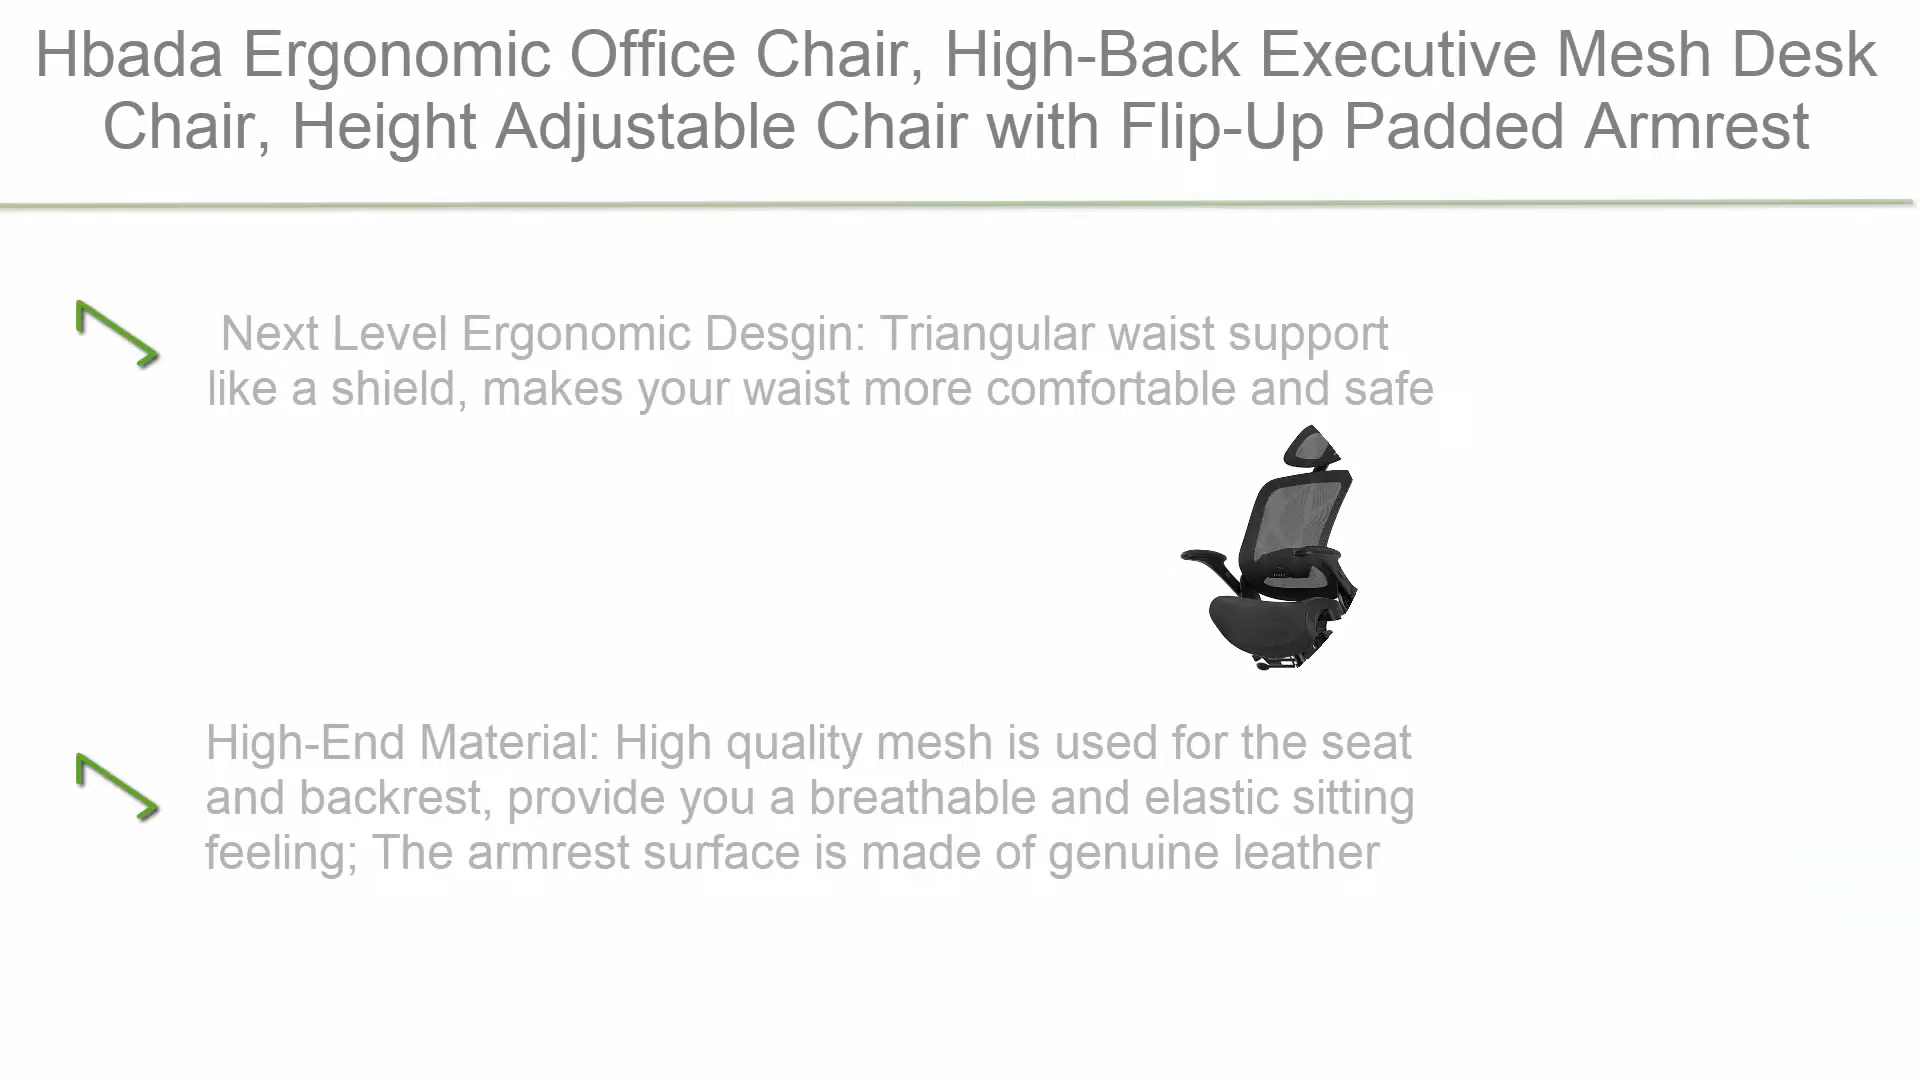 Hbada Ergonomic Office Chair, High-Back Executive Mesh Desk
Chair, Height Adjustable Chair with Flip-Up Padded Armrest
Next Level Ergonomic Desgin: Triangular waist support
like a shield, makes your waist more comfortable and safe
High-End Material: High quality mesh is used for the seat
and backrest, provide you a breathable and elastic sitting
feeling; The armrest surface is made of genuine leather